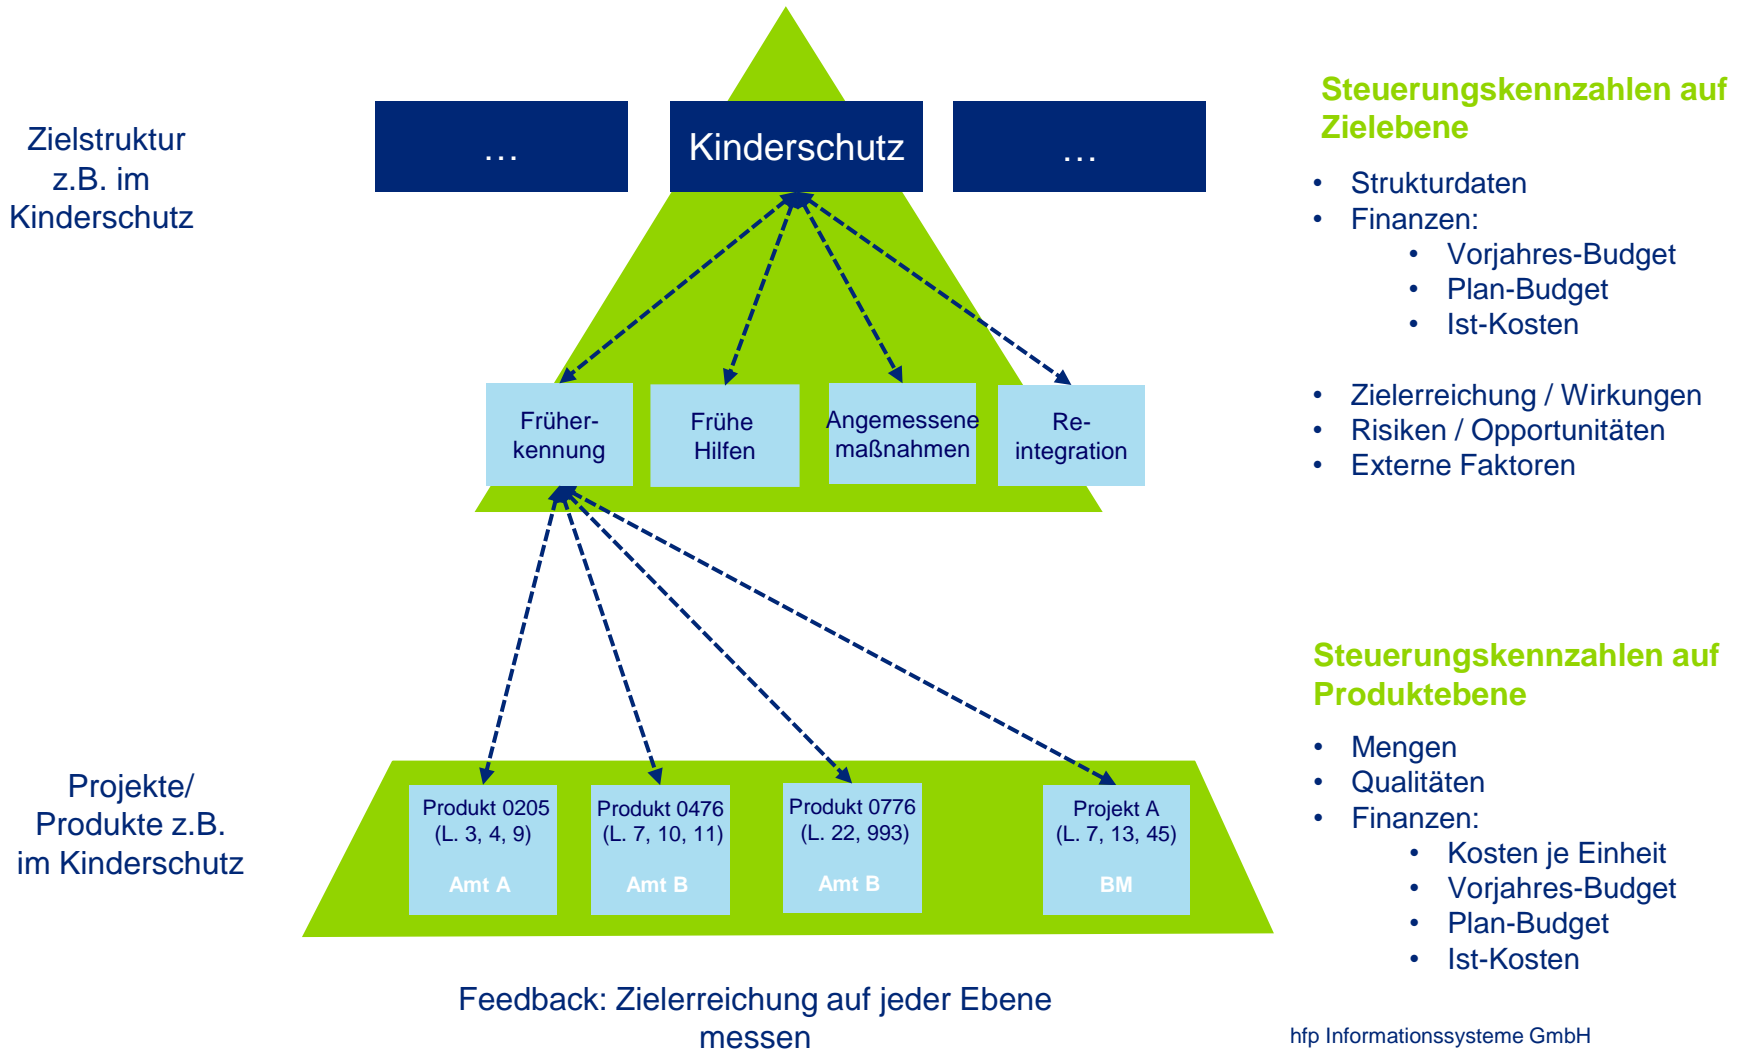 Zielstruktur
z.B. im
Kinderschutz
…
Kinderschutz
…
Steuerungskennzahlen auf
Zielebene
• Strukturdaten
• Finanzen:
• Vorjahres-Budget
• Plan-Budget
• Ist-Kosten
• Zielerreichung / Wirkungen
• Risiken / Opportunitäten
• Externe Faktoren
Früher-
kennung
Frühe
Hilfen
Angemessene
maßnahmen
Re-
integration
Steuerungskennzahlen auf
Produktebene
• Mengen
• Qualitäten
• Finanzen:
• Kosten je Einheit
• Vorjahres-Budget
• Plan-Budget
• Ist-Kosten
Projekte/
Produkte z.B.
im Kinderschutz
Produkt 0205
(L. 3, 4, 9)
Amt A
Produkt 0476
(L. 7, 10, 11)
Amt B
Produkt 0776
(L. 22, 993)
Amt B
Projekt A
(L. 7, 13, 45)
BM
Feedback: Zielerreichung auf jeder Ebene
messen
hfp Informationssysteme GmbH